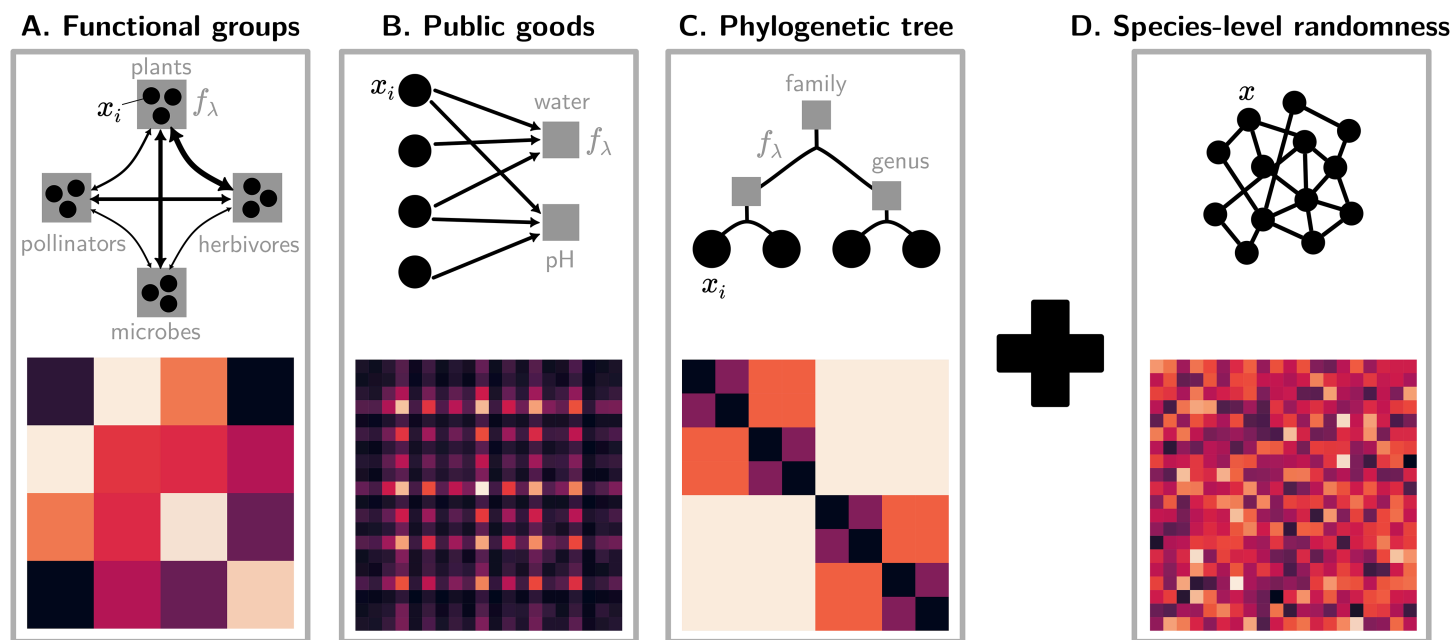 A. Functional groups
plants
x_i
f_λ
pollinators
herbivores
microbes
B. Public goods
x_i
water
f_λ
pH
C. Phylogenetic tree
family
f_λ
genus
x_i
D. Species-level randomness
x